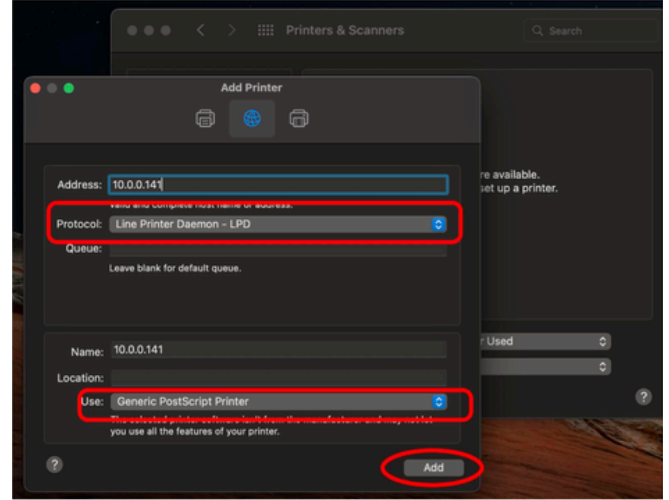 Printers & Scanners
Search
Add Printer
re available.
set up a printer.
Address: 10.0.0.141
valid and complete host name or address.
Protocol: Line Printer Daemon - LPD
Queue:
Leave blank for default queue.
r Used
Name: 10.0.0.141
Location:
Use: Generic PostScript Printer
The selected printer software isn't from the manufacturer and may not let
you use all the features of your printer.
?
?
Add